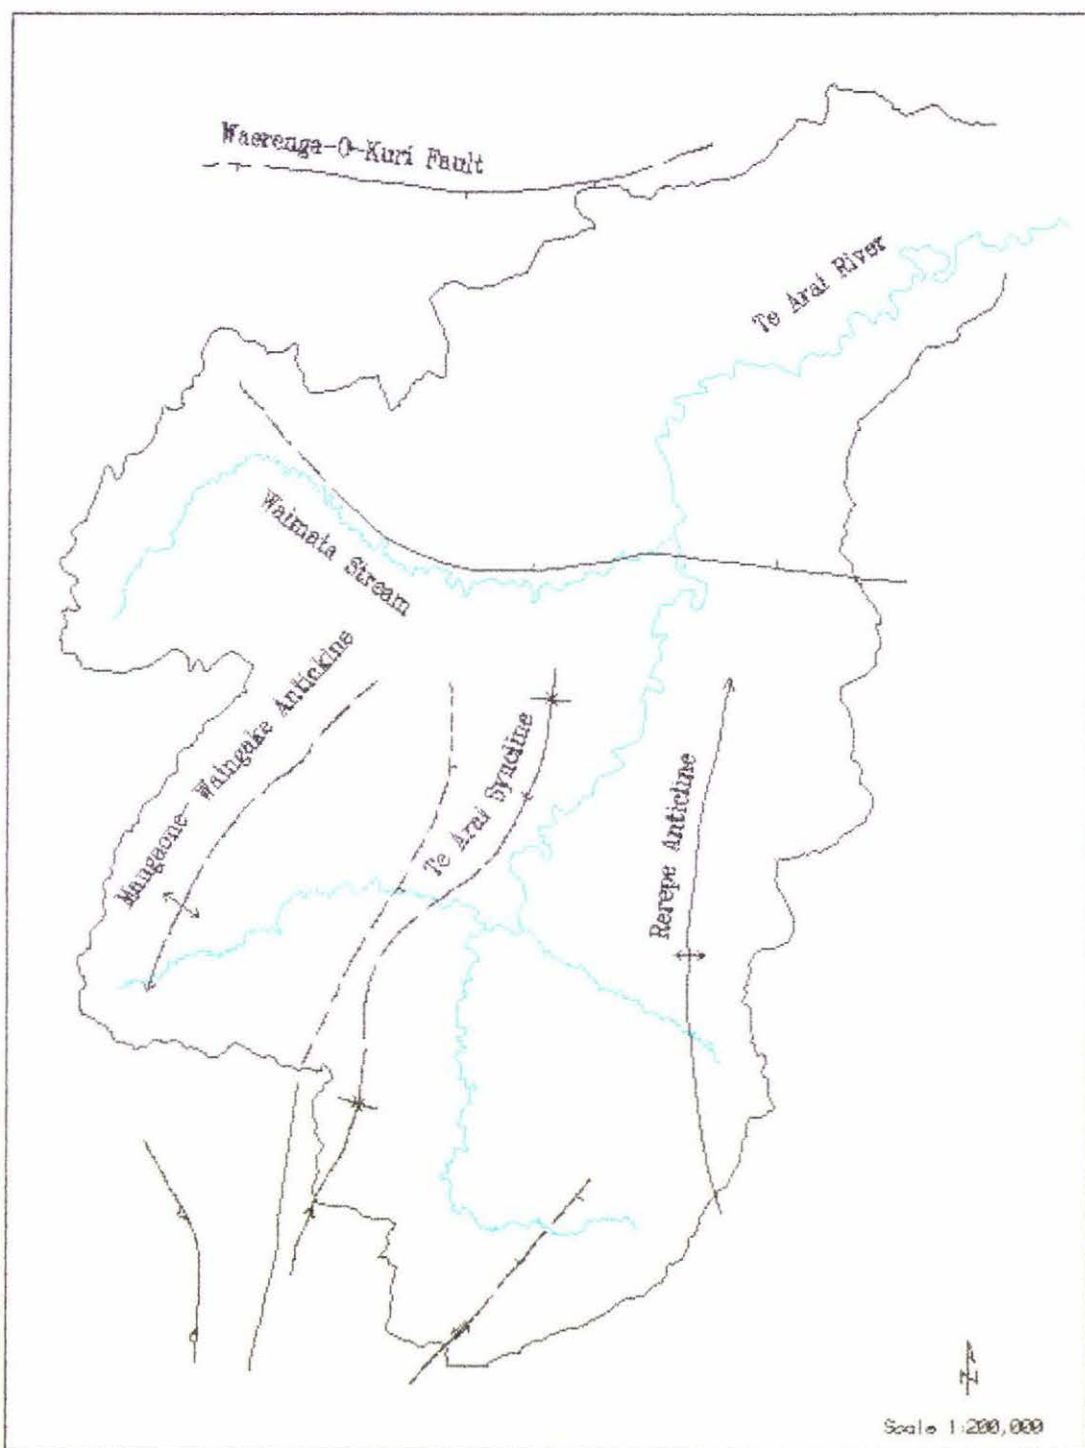 Waerenga-O-Kuri Fault
Te Arai River
Waimata Stream
Mangaone- Waingake Antickine
Te Arai Syncline
Rerepe Anticline
N
Scale 1:200,000